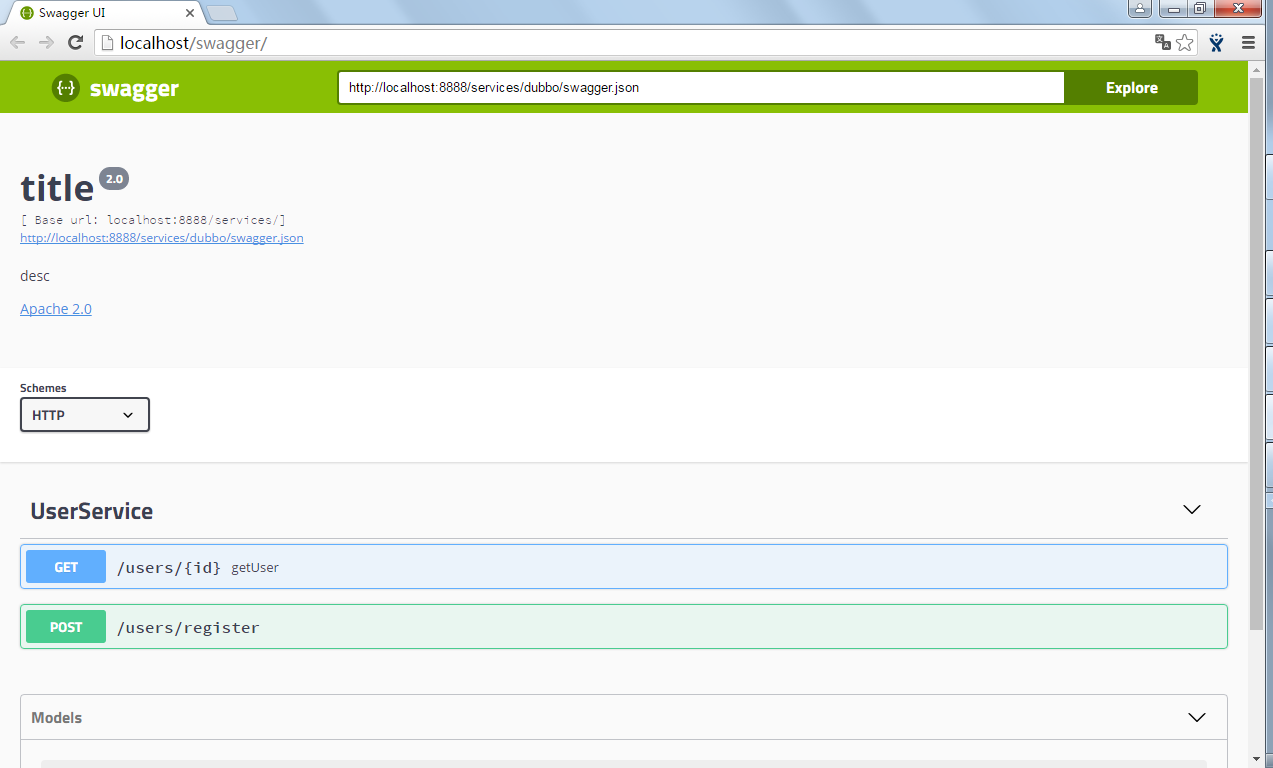 Swagger UI
localhost/swagger/
{···} swagger
http://localhost:8888/services/dubbo/swagger.json
Explore
title 2.0
[ Base url: localhost:8888/services/]
http://localhost:8888/services/dubbo/swagger.json
desc
Apache 2.0
Schemes
HTTP
UserService
GET /users/{id} getUser
POST /users/register
Models